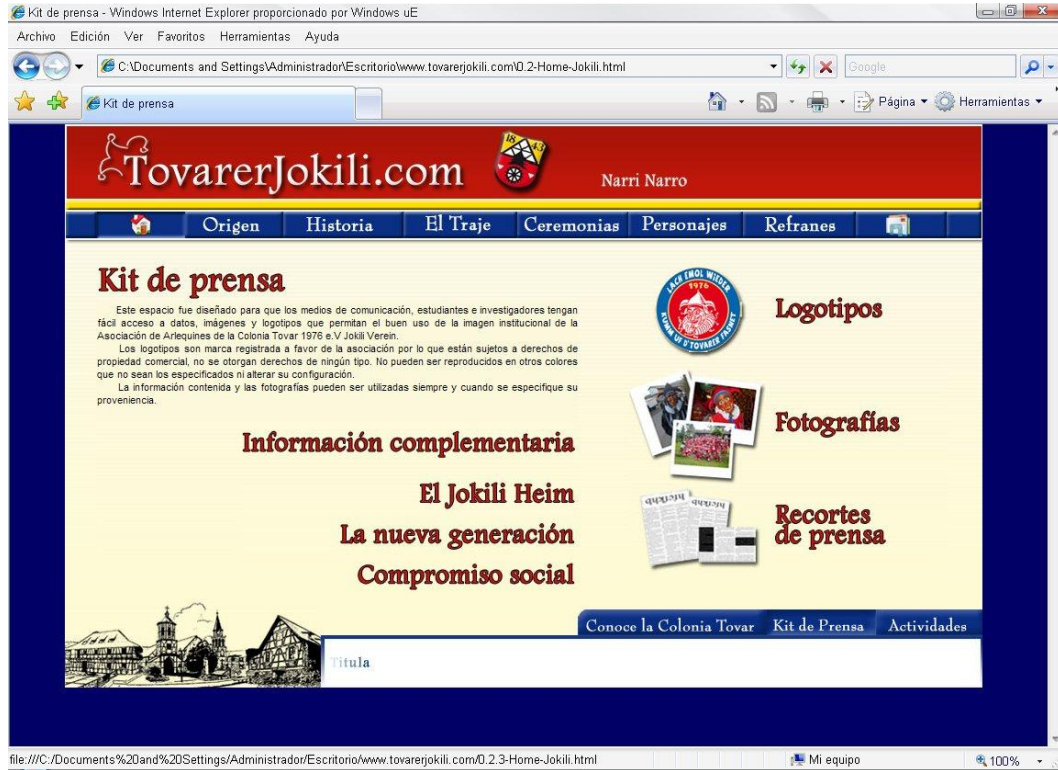 Kit de prensa - Windows Internet Explorer proporcionado por Windows uE
Archivo Edición Ver Favoritos Herramientas Ayuda
C:\Documents and Settings\Administrador\Escritorio\www.tovarerjokili.com\0.2-Home-Jokili.html
Google
Kit de prensa
Página
Herramientas
TovarerJokili.com
1843
Narri Narro
Origen
Historia
El Traje
Ceremonias
Personajes
Refranes
Kit de prensa
Este espacio fue diseñado para que los medios de comunicación, estudiantes e investigadores tengan
fácil acceso a datos, imágenes y logotipos que permitan el buen uso de la imagen institucional de la
Asociación de Arlequines de la Colonia Tovar 1976 e.V Jokili Verein.
Los logotipos son marca registrada a favor de la asociación por lo que están sujetos a derechos de
propiedad comercial, no se otorgan derechos de ningún tipo. No pueden ser reproducidos en otros colores
que no sean los especificados ni alterar su configuración.
La información contenida y las fotografías pueden ser utilizadas siempre y cuando se especifique su
proveniencia.
Información complementaria
El Jokili Heim
La nueva generación
Compromiso social
LACH EMOL WIEDER
1976
KUMM UF D'TOVARER FASNET
Logotipos
Fotografías
Recortes
de prensa
Conoce la Colonia Tovar
Kit de Prensa
Actividades
Titula
file:///C:/Documents%20and%20Settings/Administrador/Escritorio/www.tovarerjokili.com/0.2.3-Home-Jokili.html
Mi equipo
100%